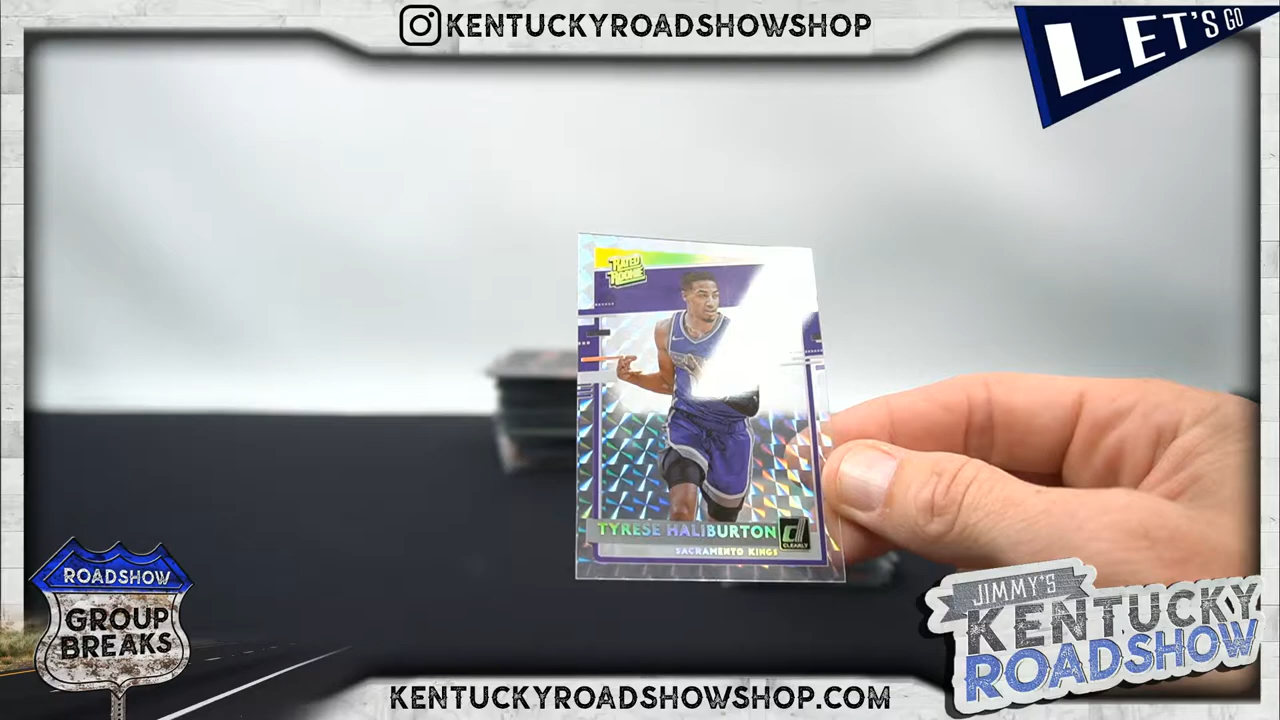 KENTUCKYROADSHOWSHOP
LET'S GO
RATED
ROOKIE
TYRESE HALIBURTON
SACRAMENTO KINGS
CLEARLY
ROADSHOW
GROUP
BREAKS
JIMMY'S
KENTUCKY
ROADSHOW
KENTUCKYROADSHOWSHOP.COM